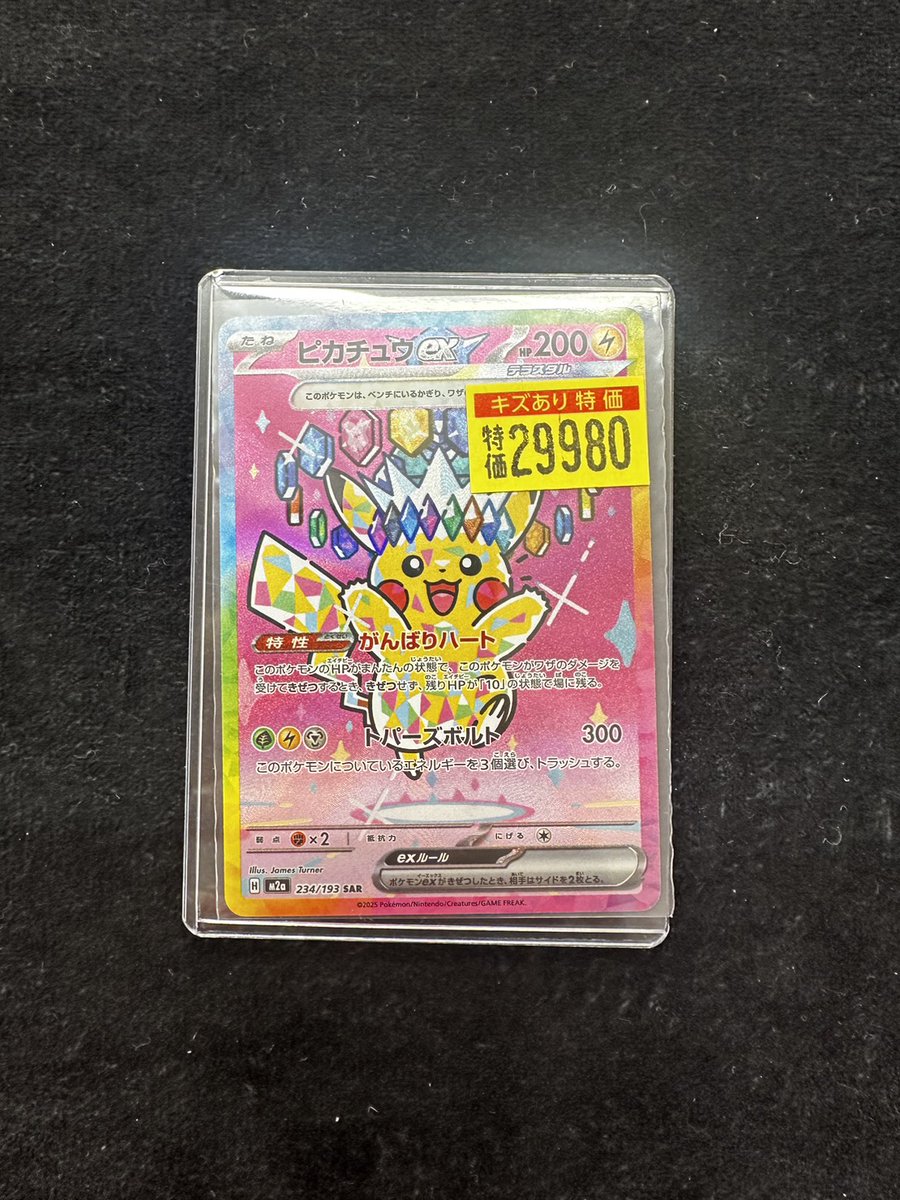 たね ピカチュウex HP200
テラスタル
このポケモンは、ベンチにいるかぎり、ワザ
キズあり特価
特価 29980
特性 とくせい がんばりハート
このポケモンのHPがまんたんの状態で、このポケモンがワザのダメージを
受けてきぜつするとき、きぜつせず、残りHPが「10」の状態で場に残る。
トパーズボルト 300
このポケモンについているエネルギーを3個選び、トラッシュする。
弱点 ×2 抵抗力 にげる
exルール
ポケモンexがきぜつしたとき、相手はサイドを2枚とる。
Illus. James Turner
H m2a 234/193 SAR
©2025 Pokémon/Nintendo/Creatures/GAME FREAK.